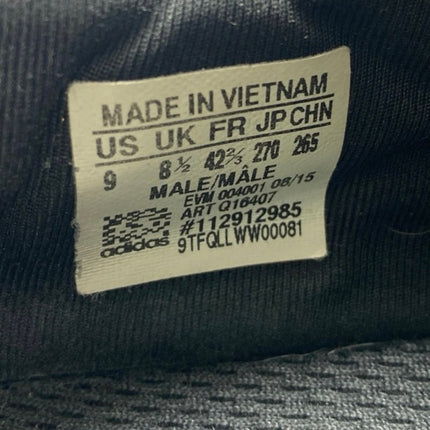 MADE IN VIETNAM
US UK FR JP CHN
9 8½ 42⅔ 270 265
MALE/MÂLE
EVM 004001 08/15
ART Q16407
#112912985
adidas 9TFQLLWW00081